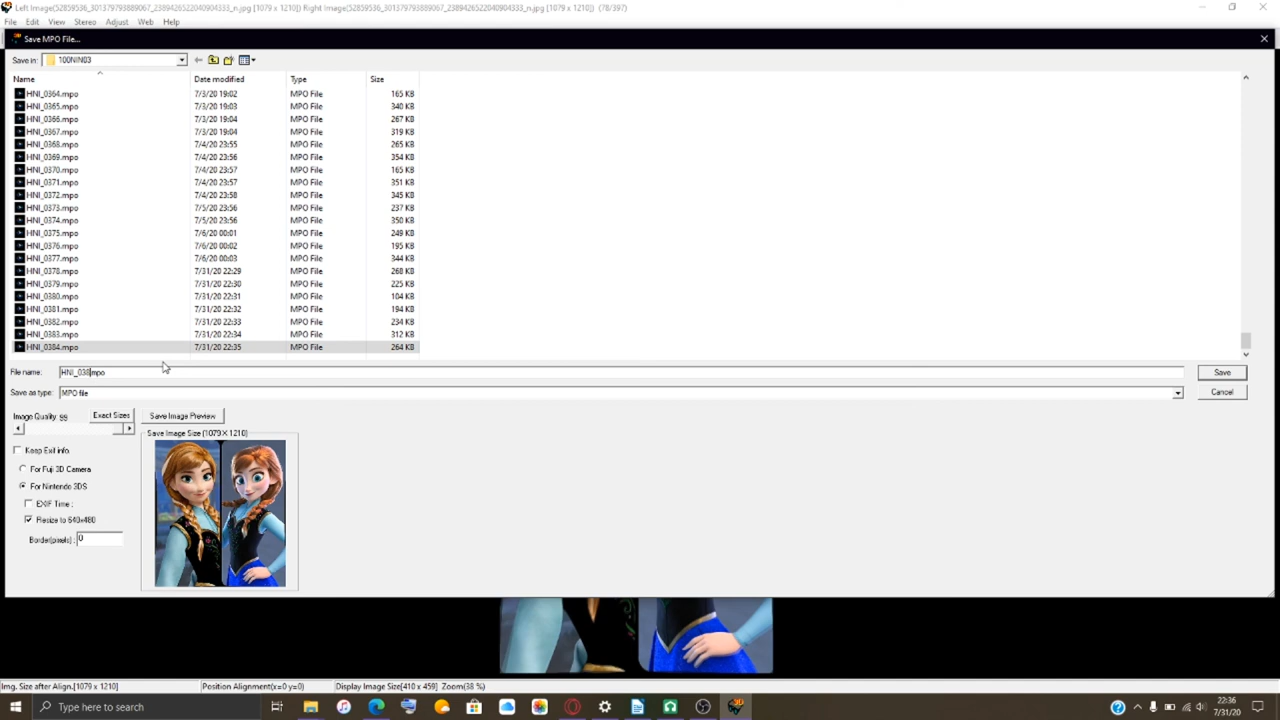 Left Image(52859536_301379793889067_2389426522040904333_n.jpg [1079 x 1210]) Right Image(52859536_301379793889067_2389426522040904333_n.jpg [1079 x 1210]) (78/397)
File Edit View Stereo Adjust Web Help
Save MPO File...
Save in: 100NIN03
Name Date modified Type Size
HNI_0364.mpo 7/3/20 19:02 MPO File 165 KB
HNI_0365.mpo 7/3/20 19:03 MPO File 340 KB
HNI_0366.mpo 7/3/20 19:04 MPO File 267 KB
HNI_0367.mpo 7/3/20 19:04 MPO File 319 KB
HNI_0368.mpo 7/4/20 23:55 MPO File 265 KB
HNI_0369.mpo 7/4/20 23:56 MPO File 354 KB
HNI_0370.mpo 7/4/20 23:57 MPO File 165 KB
HNI_0371.mpo 7/4/20 23:57 MPO File 351 KB
HNI_0372.mpo 7/4/20 23:58 MPO File 345 KB
HNI_0373.mpo 7/5/20 23:56 MPO File 237 KB
HNI_0374.mpo 7/5/20 23:56 MPO File 350 KB
HNI_0375.mpo 7/6/20 00:01 MPO File 249 KB
HNI_0376.mpo 7/6/20 00:02 MPO File 195 KB
HNI_0377.mpo 7/6/20 00:03 MPO File 344 KB
HNI_0378.mpo 7/31/20 22:29 MPO File 268 KB
HNI_0379.mpo 7/31/20 22:30 MPO File 225 KB
HNI_0380.mpo 7/31/20 22:31 MPO File 104 KB
HNI_0381.mpo 7/31/20 22:32 MPO File 194 KB
HNI_0382.mpo 7/31/20 22:33 MPO File 234 KB
HNI_0383.mpo 7/31/20 22:34 MPO File 312 KB
HNI_0384.mpo 7/31/20 22:35 MPO File 264 KB
File name: HNI_038mpo Save
Save as type: MPO file Cancel
Image Quality: 99 Exact Sizes Save Image Preview
Save Image Size (1079X1210)
Keep Exif info.
For Fuji 3D Camera
For Nintendo 3DS
EXIF Time :
Resize to 640x480
Border(pixels) : 0
Img. Size after Align.[1079 x 1210] Position Alignment(x=0 y=0) Display Image Size[410 x 459] Zoom(38 %)
Type here to search
22:36
7/31/20